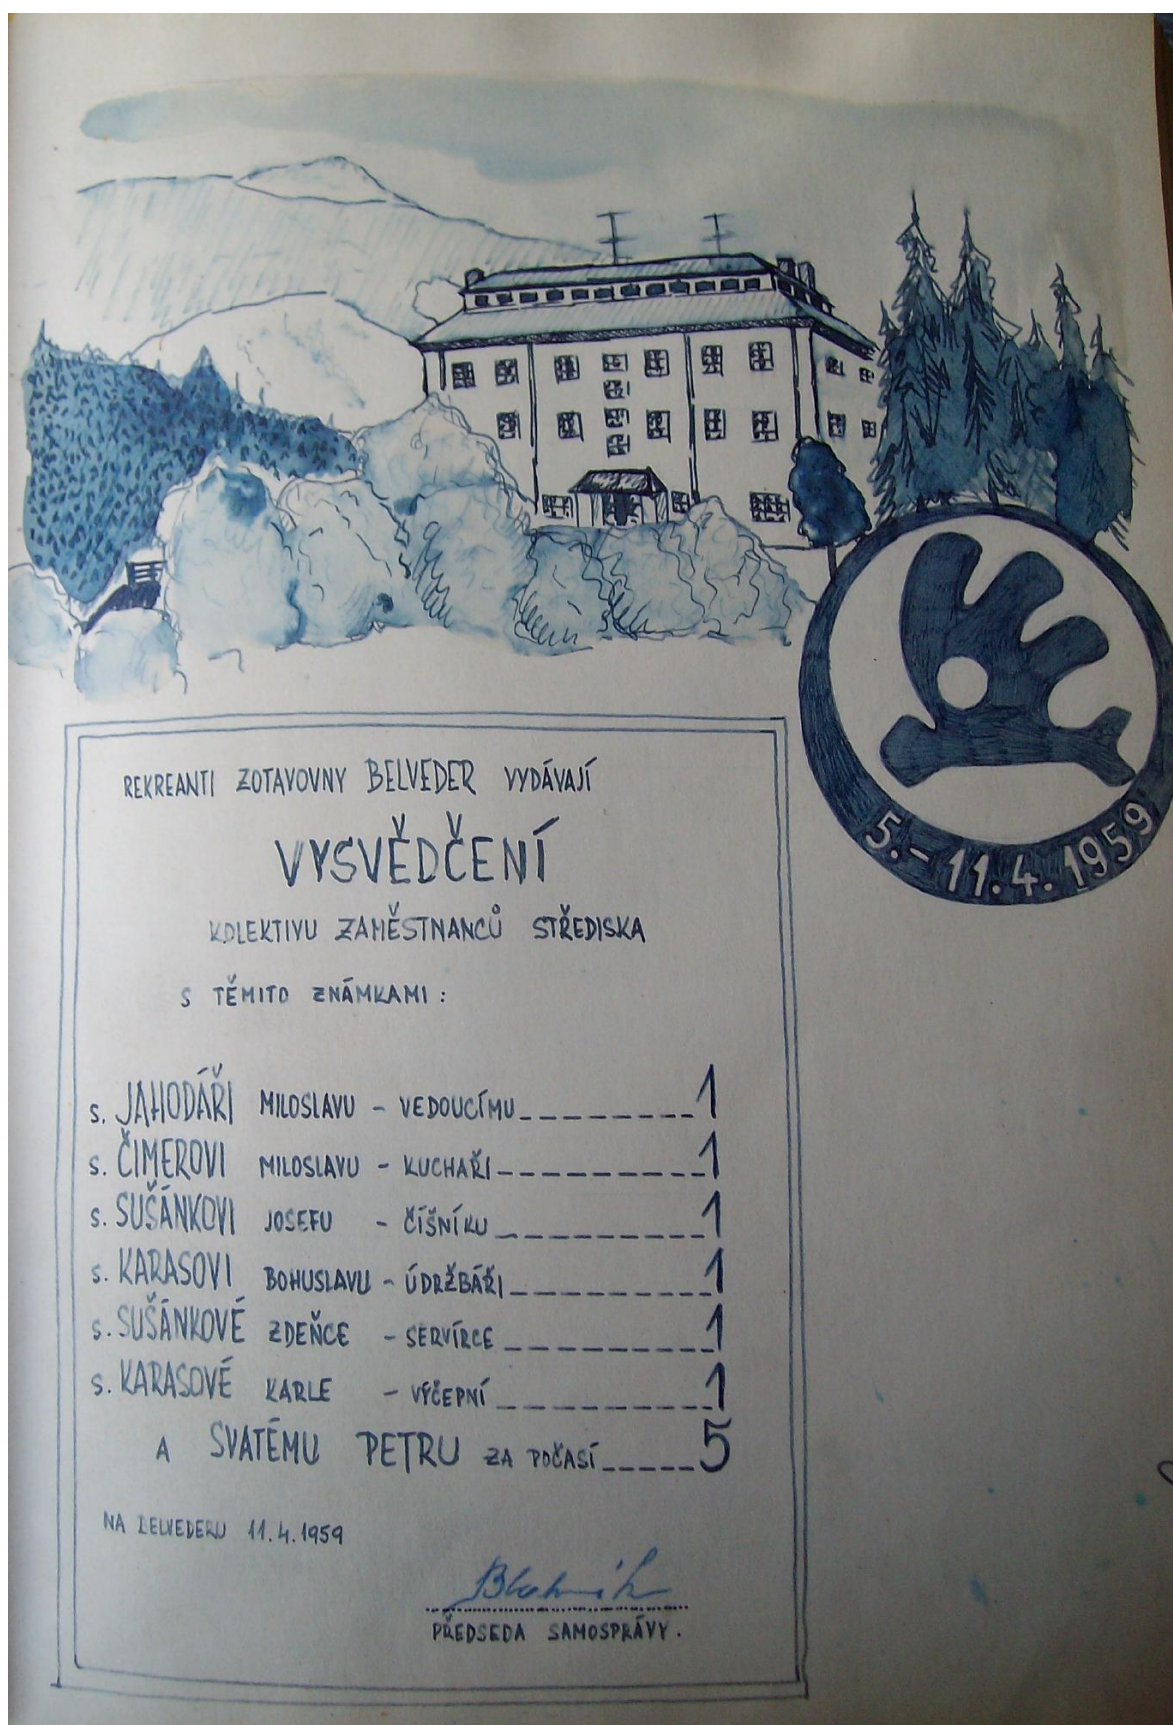 5.-11.4.1959
REKREANTI ZOTAVOVNY BELVEDER VYDÁVAJÍ
VYSVĚDČENÍ
KOLEKTIVU ZAMĚSTNANCŮ STŘEDISKA
S TĚMITO ZNÁMKAMI:
S. JAHODÁŘI MILOSLAVU - VEDOUCÍMU_________1
S. ČIMEROVI MILOSLAVU - KUCHAŘI__________1
S. SUŠÁNKOVI JOSEFU - ČÍŠNÍKU__________1
S. KARASOVI BOHUSLAVU - ÚDRŽBÁŘI_________1
S. SUŠÁNKOVÉ ZDEŇCE - SERVÍRCE__________1
S. KARASOVÉ KARLE - VÝČEPNÍ__________1
A SVATÉMU PETRU ZA POČASÍ_____5
NA BELVEDERU 11.4.1959
Blatník
PŘEDSEDA SAMOSPRÁVY.